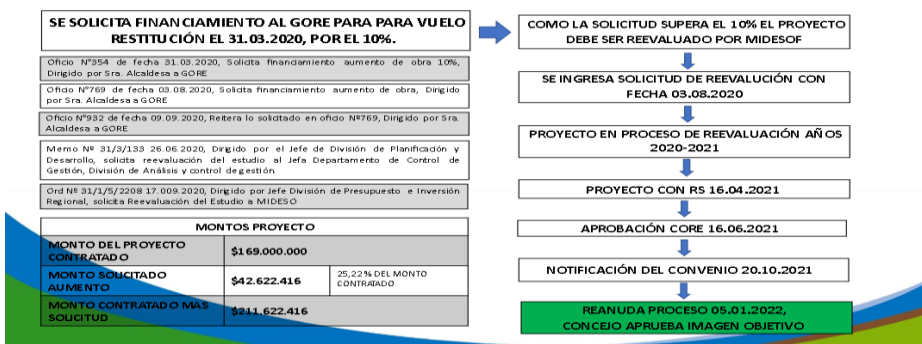 SE SOLICITA FINANCIAMIENTO AL GORE PARA PARA VUELO
RESTITUCIÓN EL 31.03.2020, POR EL 10%.
Oficio N°354 de fecha 31.03.2020, Solicita financiamiento aumento de obra 10%,
Dirigido por Sra. Alcaldesa a GORE
Oficio N°769 de fecha 03.08.2020, Solicita financiamiento aumento de obra, Dirigido
por Sra. Alcaldesa a GORE
Oficio N°932 de fecha 09.09.2020, Reitera lo solicitado en oficio Nº769, Dirigido por Sra.
Alcaldesa a GORE
Memo Nº 31/3/133 26.06.2020, Dirigido por el Jefe de División de Planificación y
Desarrollo, solicita reevaluación del estudio al Jefa Departamento de Control de
Gestión, División de Análisis y control de gestión
Ord Nº 31/1/5/2208 17.009.2020, Dirigido por Jefe División de Presupuesto e Inversión
Regional, solicita Reevaluación del Estudio a MIDESO
MONTOS PROYECTO
MONTO DEL PROYECTO
CONTRATADO
$169.000.000
MONTO SOLICITADO
AUMENTO
$42.622.416
25,22% DEL MONTO
CONTRATADO
MONTO CONTRATADO MAS
SOLICITUD
$211.622.416
COMO LA SOLICITUD SUPERA EL 10% EL PROYECTO
DEBE SER REEVALUADO POR MIDESOF
SE INGRESA SOLICITUD DE REEVALUCIÓN CON
FECHA 03.08.2020
PROYECTO EN PROCESO DE REEVALUACIÓN AÑOS
2020-2021
PROYECTO CON RS 16.04.2021
APROBACIÓN CORE 16.06.2021
NOTIFICACIÓN DEL CONVENIO 20.10.2021
REANUDA PROCESO 05.01.2022,
CONCEJO APRUEBA IMAGEN OBJETIVO